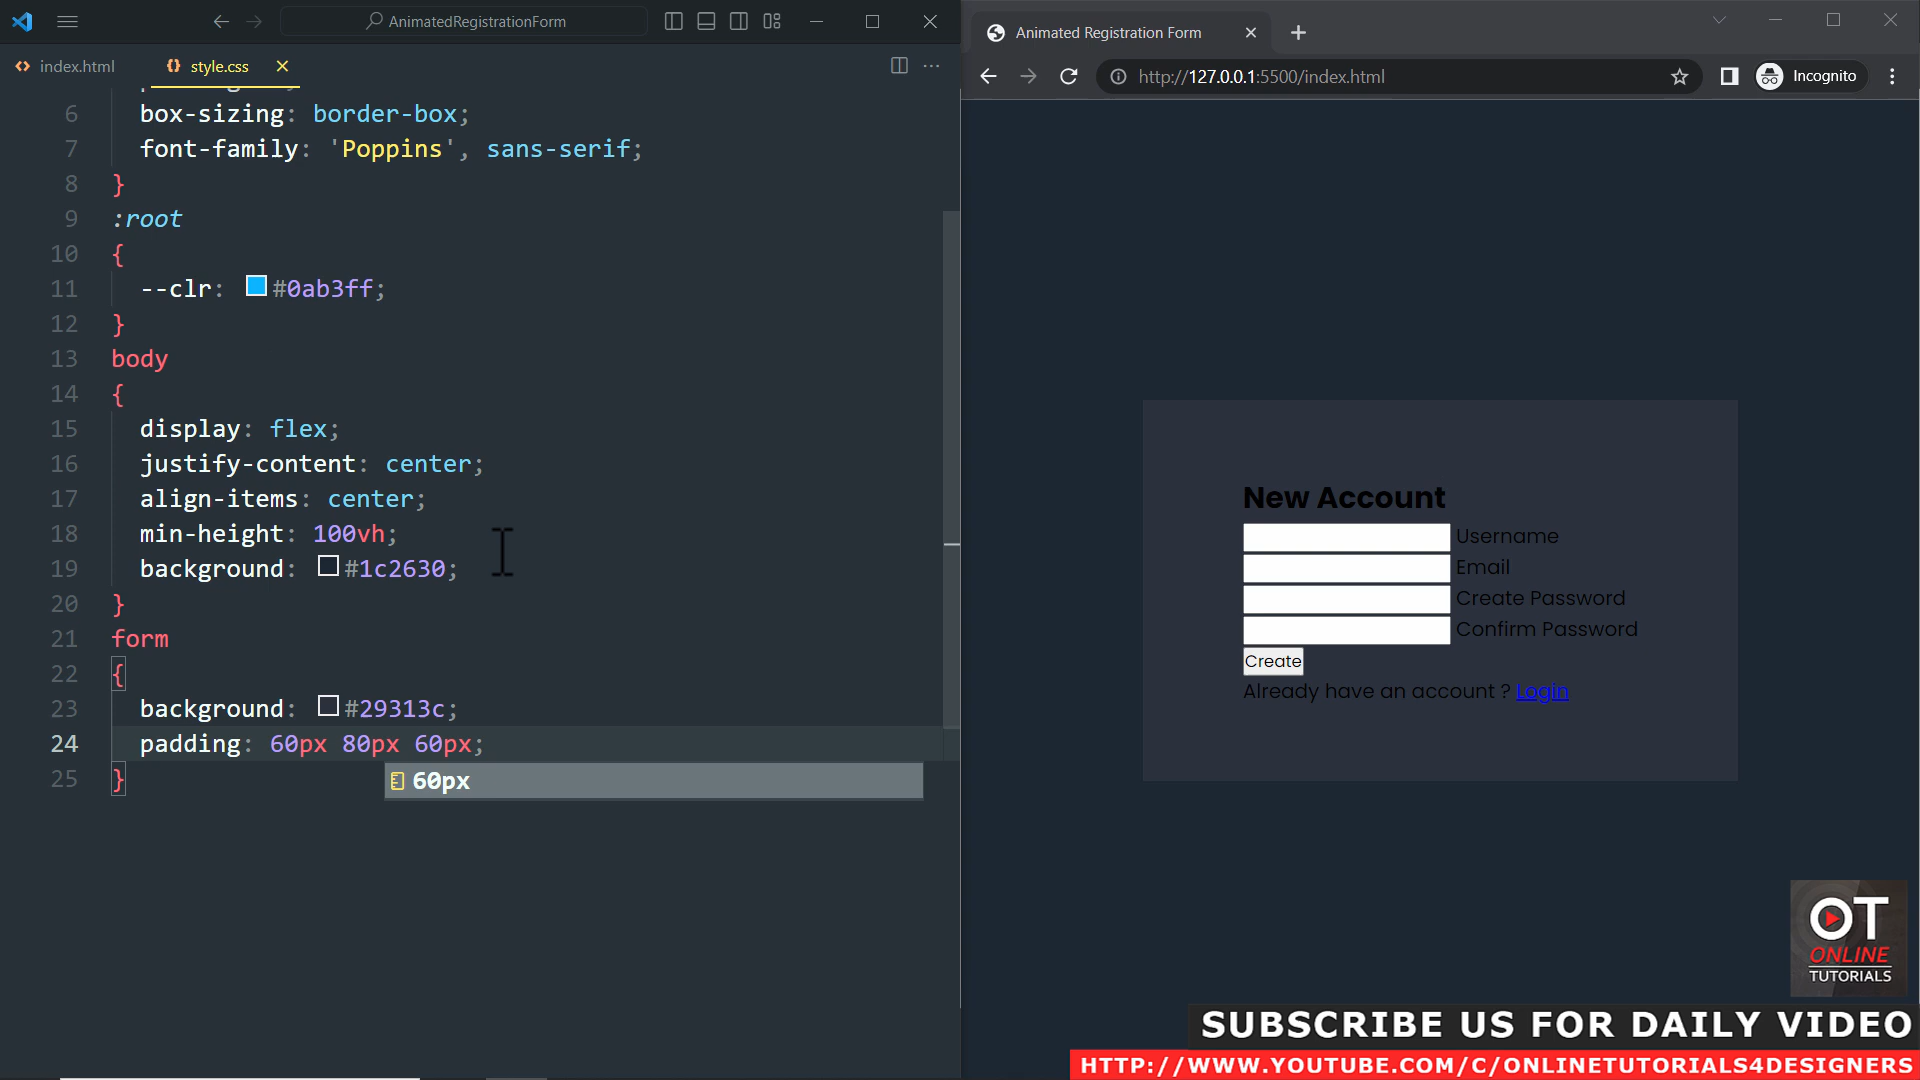 AnimatedRegistrationForm
index.html
style.css
6 box-sizing: border-box;
7 font-family: 'Poppins', sans-serif;
8 }
9 :root
10 {
11 --clr: #0ab3ff;
12 }
13 body
14 {
15 display: flex;
16 justify-content: center;
17 align-items: center;
18 min-height: 100vh;
19 background: #1c2630;
20 }
21 form
22 {
23 background: #29313c;
24 padding: 60px 80px 60px;
25 }
60px
Animated Registration Form
http://127.0.0.1:5500/index.html
Incognito
New Account
Username
Email
Create Password
Confirm Password
Create
Already have an account ? Login
OT
ONLINE
TUTORIALS
SUBSCRIBE US FOR DAILY VIDEO
HTTP://WWW.YOUTUBE.COM/C/ONLINETUTORIALS4DESIGNERS